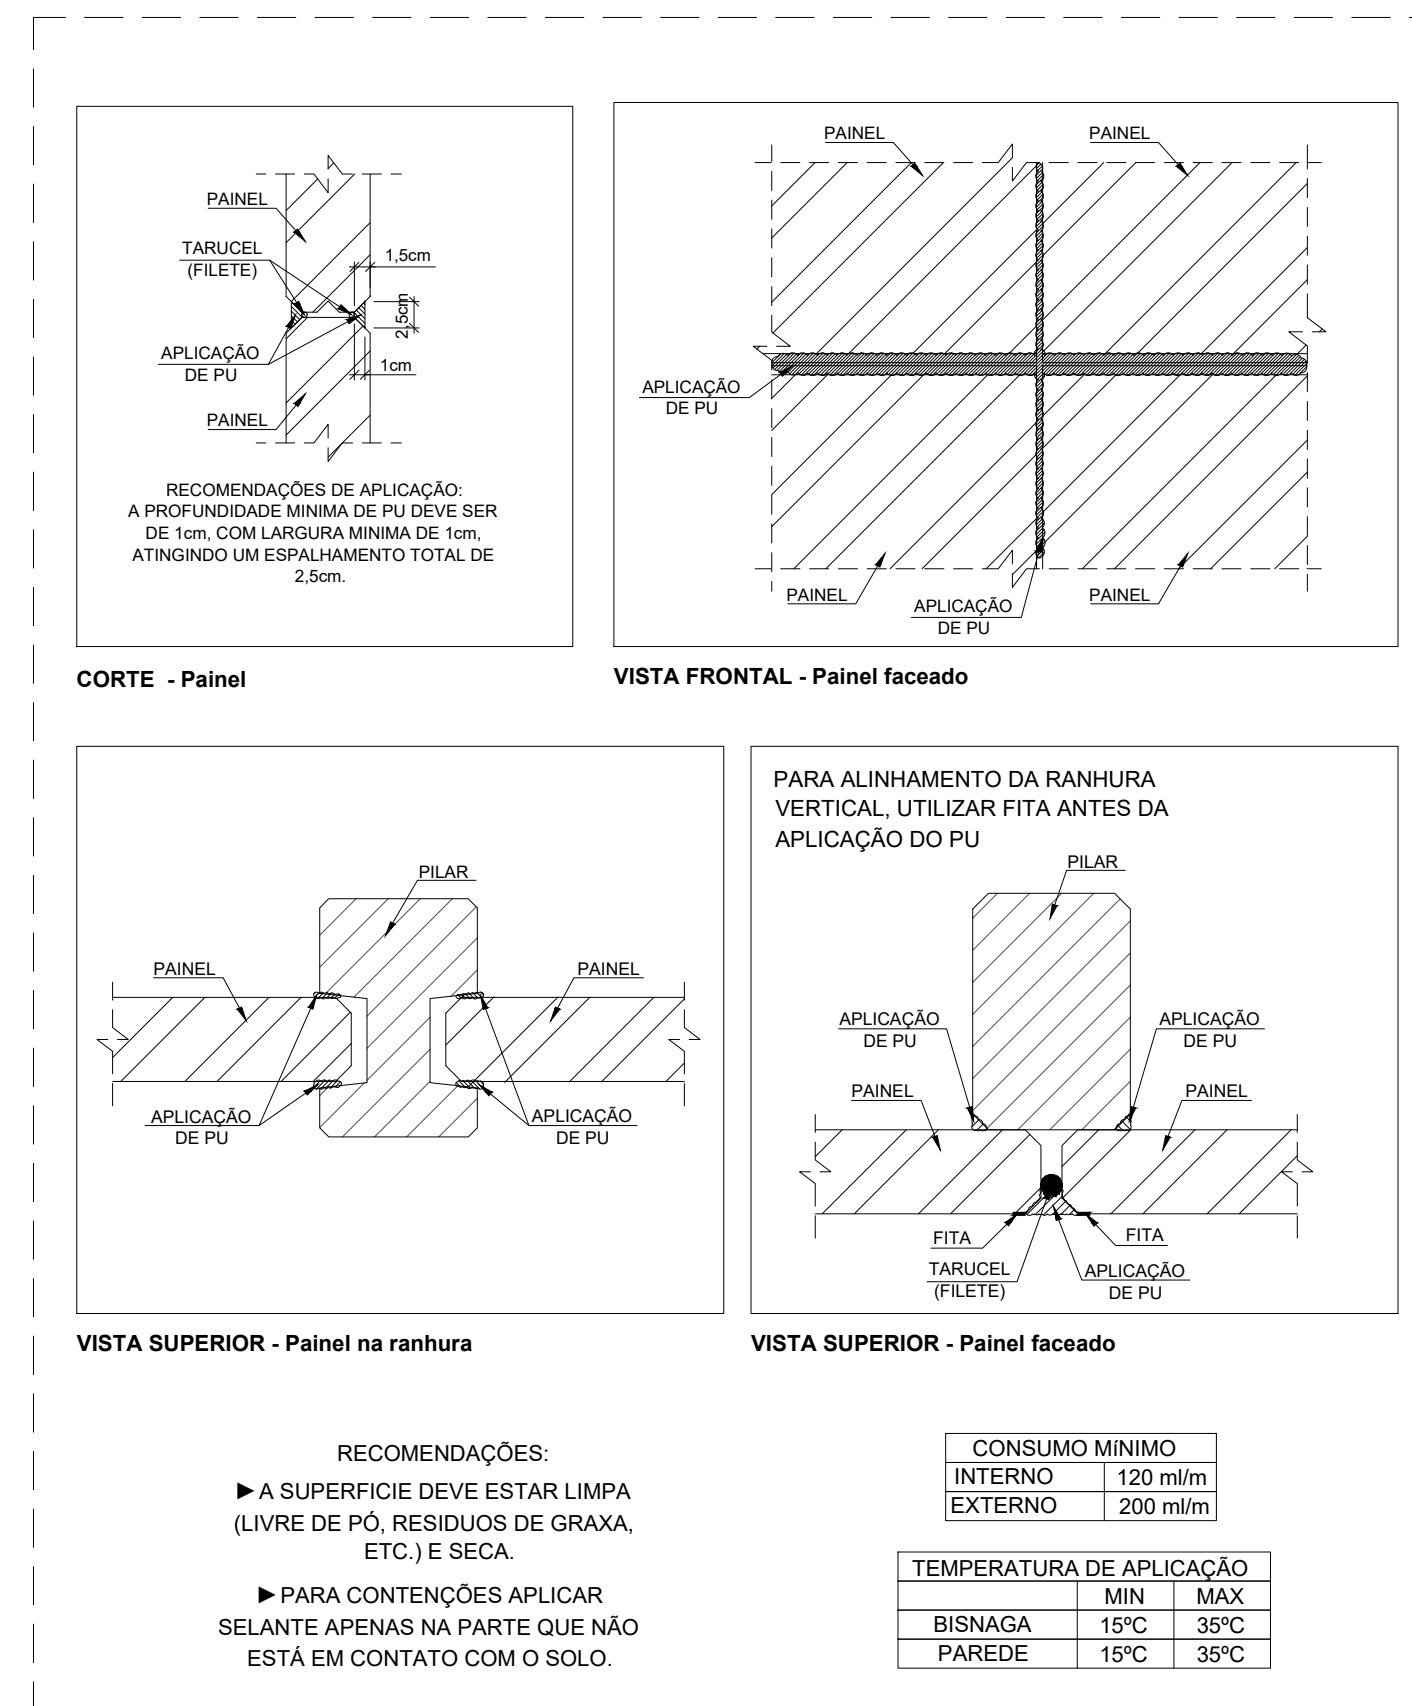 PAINEL
TARUCEL
(FILETE)
1,5cm
2,5cm
APLICAÇÃO
DE PU
1cm
PAINEL
RECOMENDAÇÕES DE APLICAÇÃO:
A PROFUNDIDADE MINIMA DE PU DEVE SER
DE 1cm, COM LARGURA MINIMA DE 1cm,
ATINGINDO UM ESPALHAMENTO TOTAL DE
2,5cm.
CORTE - Painel
PAINEL
PAINEL
APLICAÇÃO
DE PU
PAINEL
APLICAÇÃO
DE PU
PAINEL
VISTA FRONTAL - Painel faceado
PILAR
PAINEL
PAINEL
APLICAÇÃO
DE PU
APLICAÇÃO
DE PU
VISTA SUPERIOR - Painel na ranhura
PARA ALINHAMENTO DA RANHURA
VERTICAL, UTILIZAR FITA ANTES DA
APLICAÇÃO DO PU
PILAR
APLICAÇÃO
DE PU
APLICAÇÃO
DE PU
PAINEL
PAINEL
FITA
FITA
TARUCEL
(FILETE)
APLICAÇÃO
DE PU
VISTA SUPERIOR - Painel faceado
RECOMENDAÇÕES:
►A SUPERFICIE DEVE ESTAR LIMPA
(LIVRE DE PÓ, RESIDUOS DE GRAXA,
ETC.) E SECA.
►PARA CONTENÇÕES APLICAR
SELANTE APENAS NA PARTE QUE NÃO
ESTÁ EM CONTATO COM O SOLO.
CONSUMO MíNIMO
INTERNO 120 ml/m
EXTERNO 200 ml/m
TEMPERATURA DE APLICAÇÃO
MIN MAX
BISNAGA 15ºC 35ºC
PAREDE 15ºC 35ºC